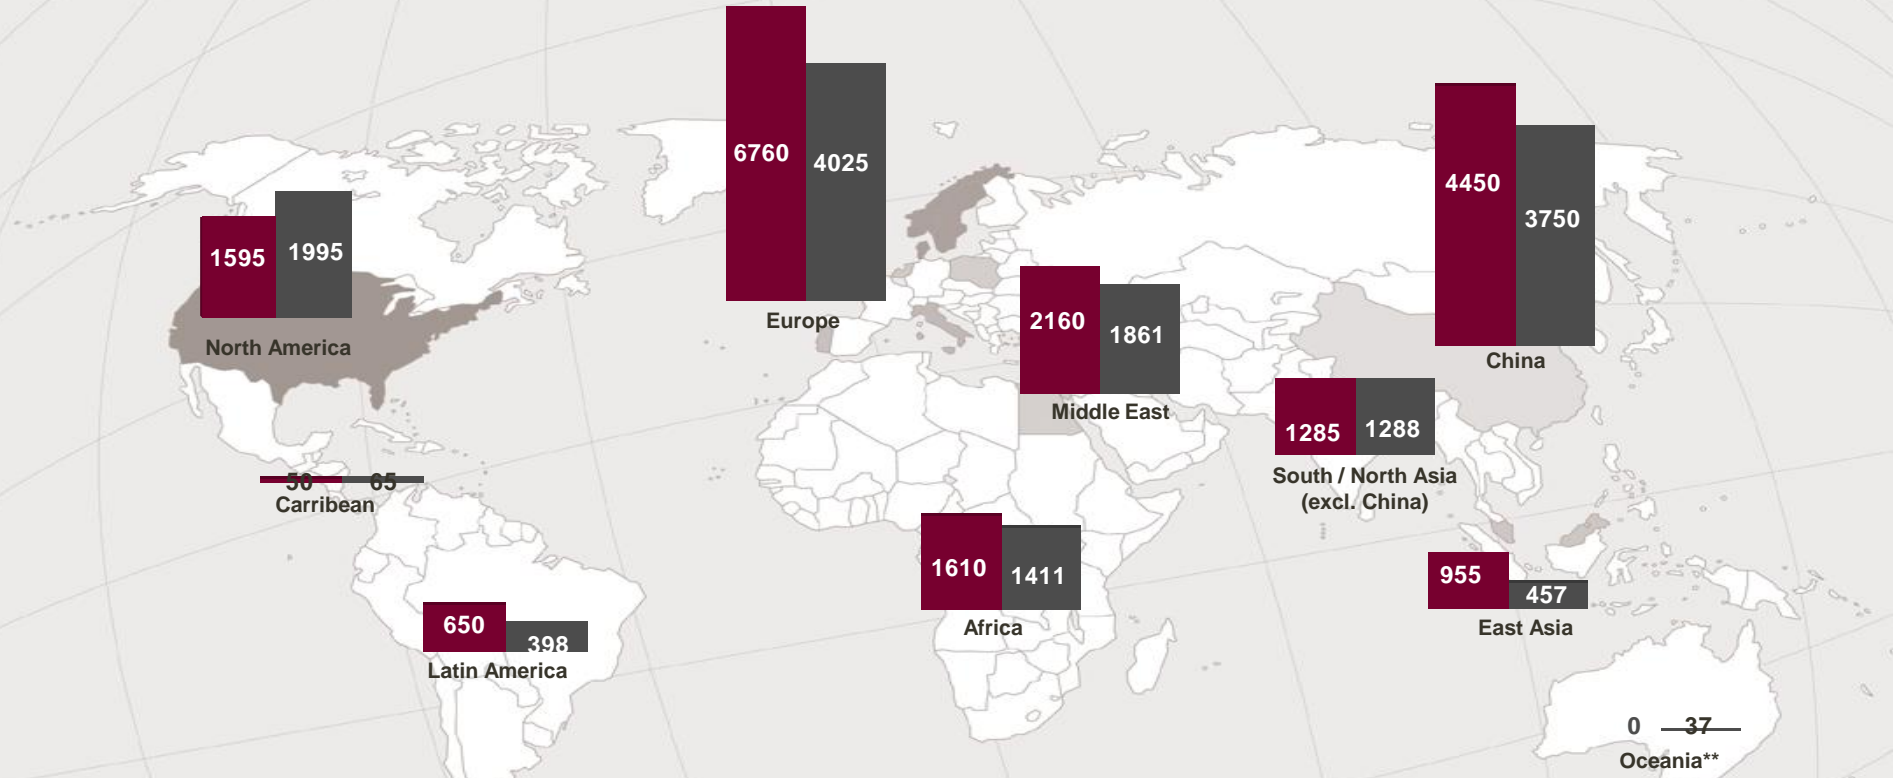 6760 4025
4450 3750
1595 1995
North America
Europe
2160 1861
Middle East
China
1285 1288
South / North Asia
(excl. China)
50 65
Carribean
1610 1411
Africa
955 457
East Asia
650 398
Latin America
0 37
Oceania**